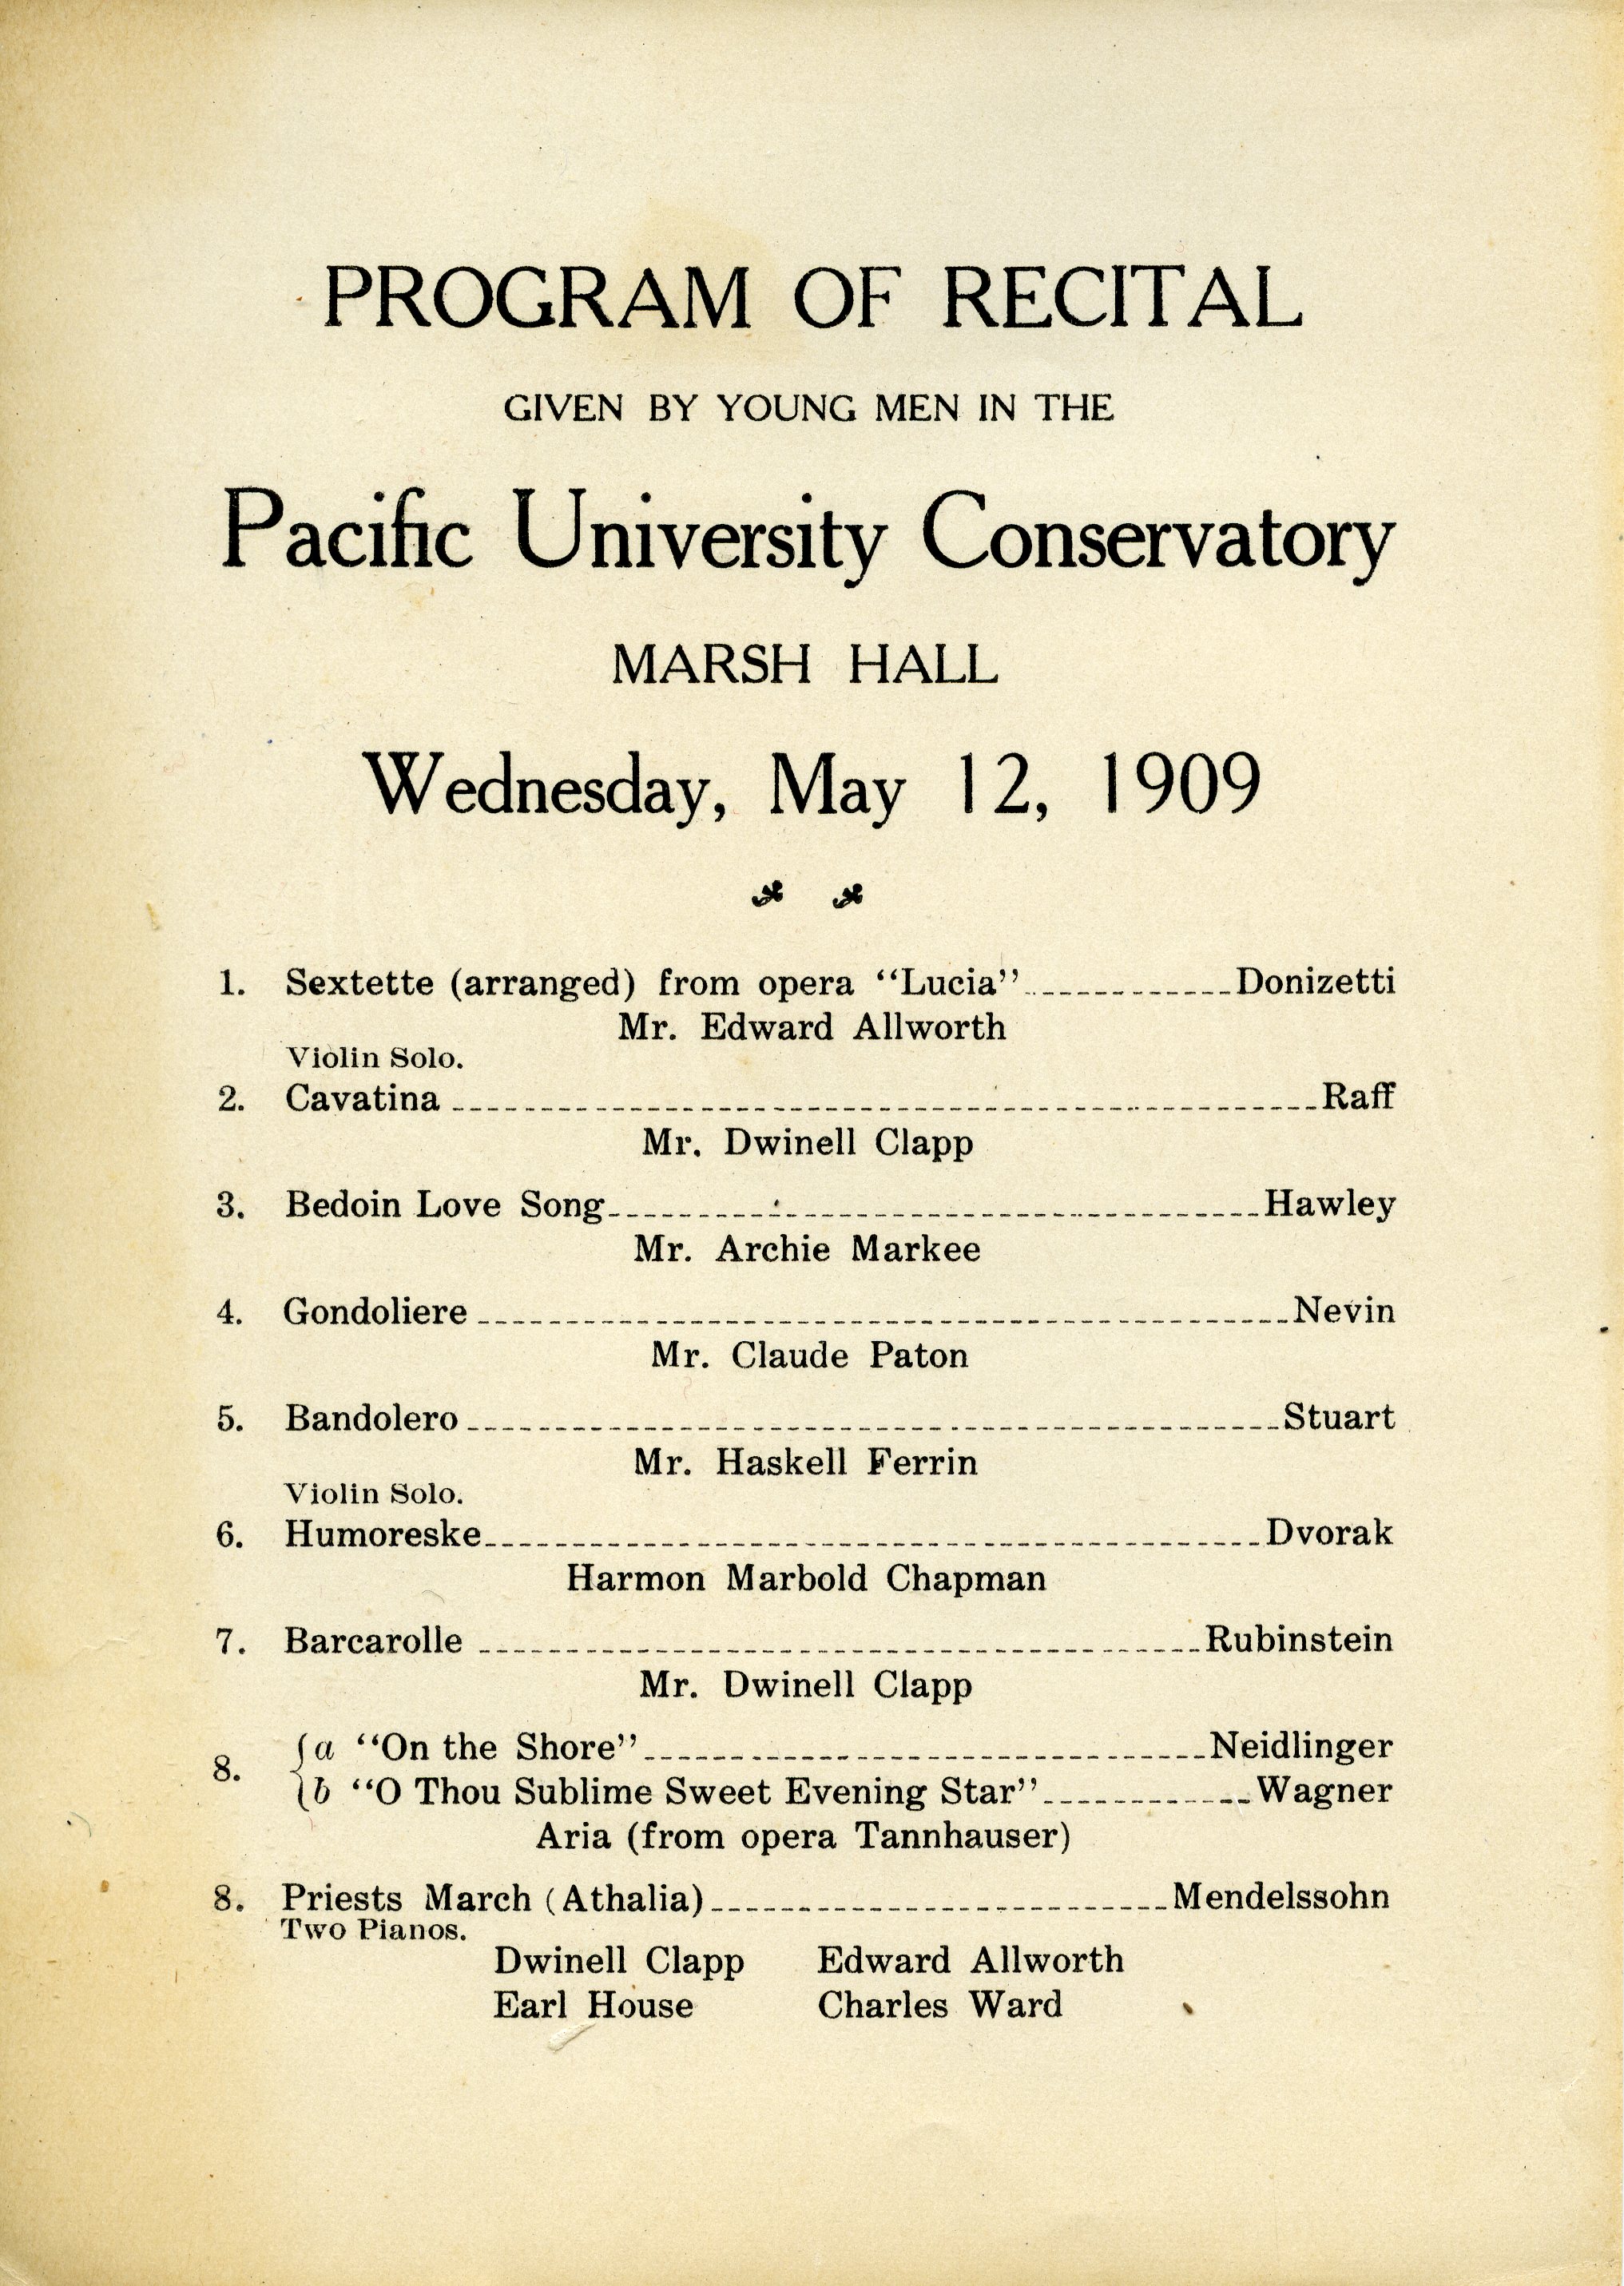 PROGRAM OF RECITAL
GIVEN BY YOUNG MEN IN THE
Pacific University Conservatory
MARSH HALL
Wednesday, May 12, 1909
1. Sextette (arranged) from opera "Lucia" Donizetti
Mr. Edward Allworth
Violin Solo.
2. Cavatina Raff
Mr. Dwinell Clapp
3. Bedoin Love Song Hawley
Mr. Archie Markee
4. Gondoliere Nevin
Mr. Claude Paton
5. Bandolero Stuart
Mr. Haskell Ferrin
Violin Solo.
6. Humoreske Dvorak
Harmon Marbold Chapman
7. Barcarolle Rubinstein
Mr. Dwinell Clapp
8. a "On the Shore" Neidlinger
b "O Thou Sublime Sweet Evening Star" Wagner
Aria (from opera Tannhauser)
8. Priests March (Athalia) Mendelssohn
Two Pianos.
Dwinell Clapp Edward Allworth
Earl House Charles Ward